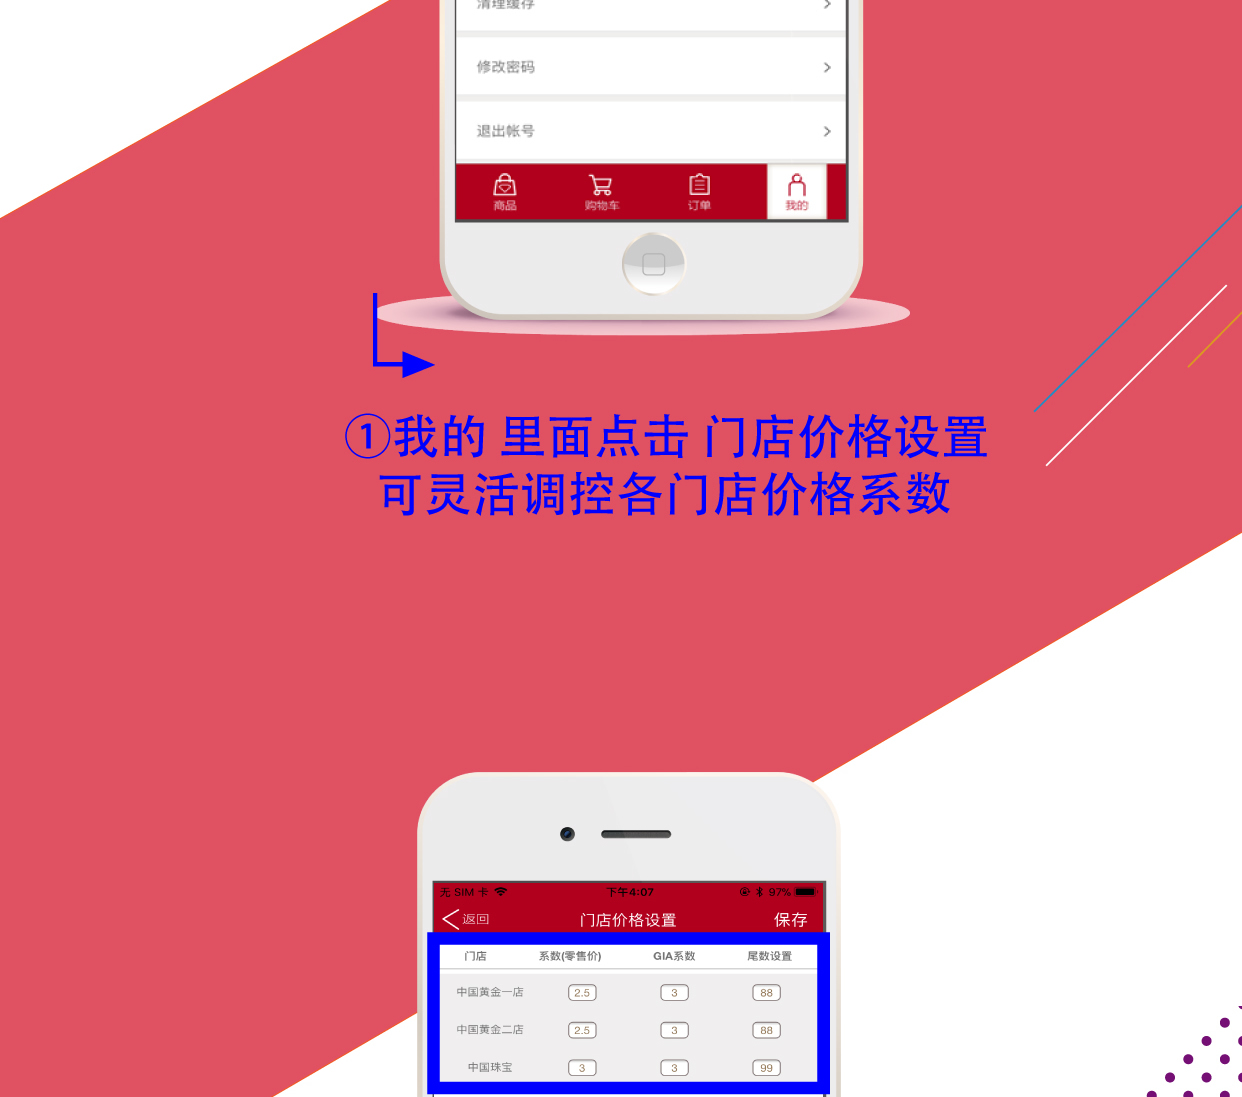 清理缓存
修改密码
退出帐号
商品 购物车 订单 我的
①我的 里面点击 门店价格设置
可灵活调控各门店价格系数
无 SIM 卡 下午4:07 97%
返回 门店价格设置 保存
门店 系数(零售价) GIA系数 尾数设置
中国黄金一店 2.5 3 88
中国黄金二店 2.5 3 88
中国珠宝 3 3 99